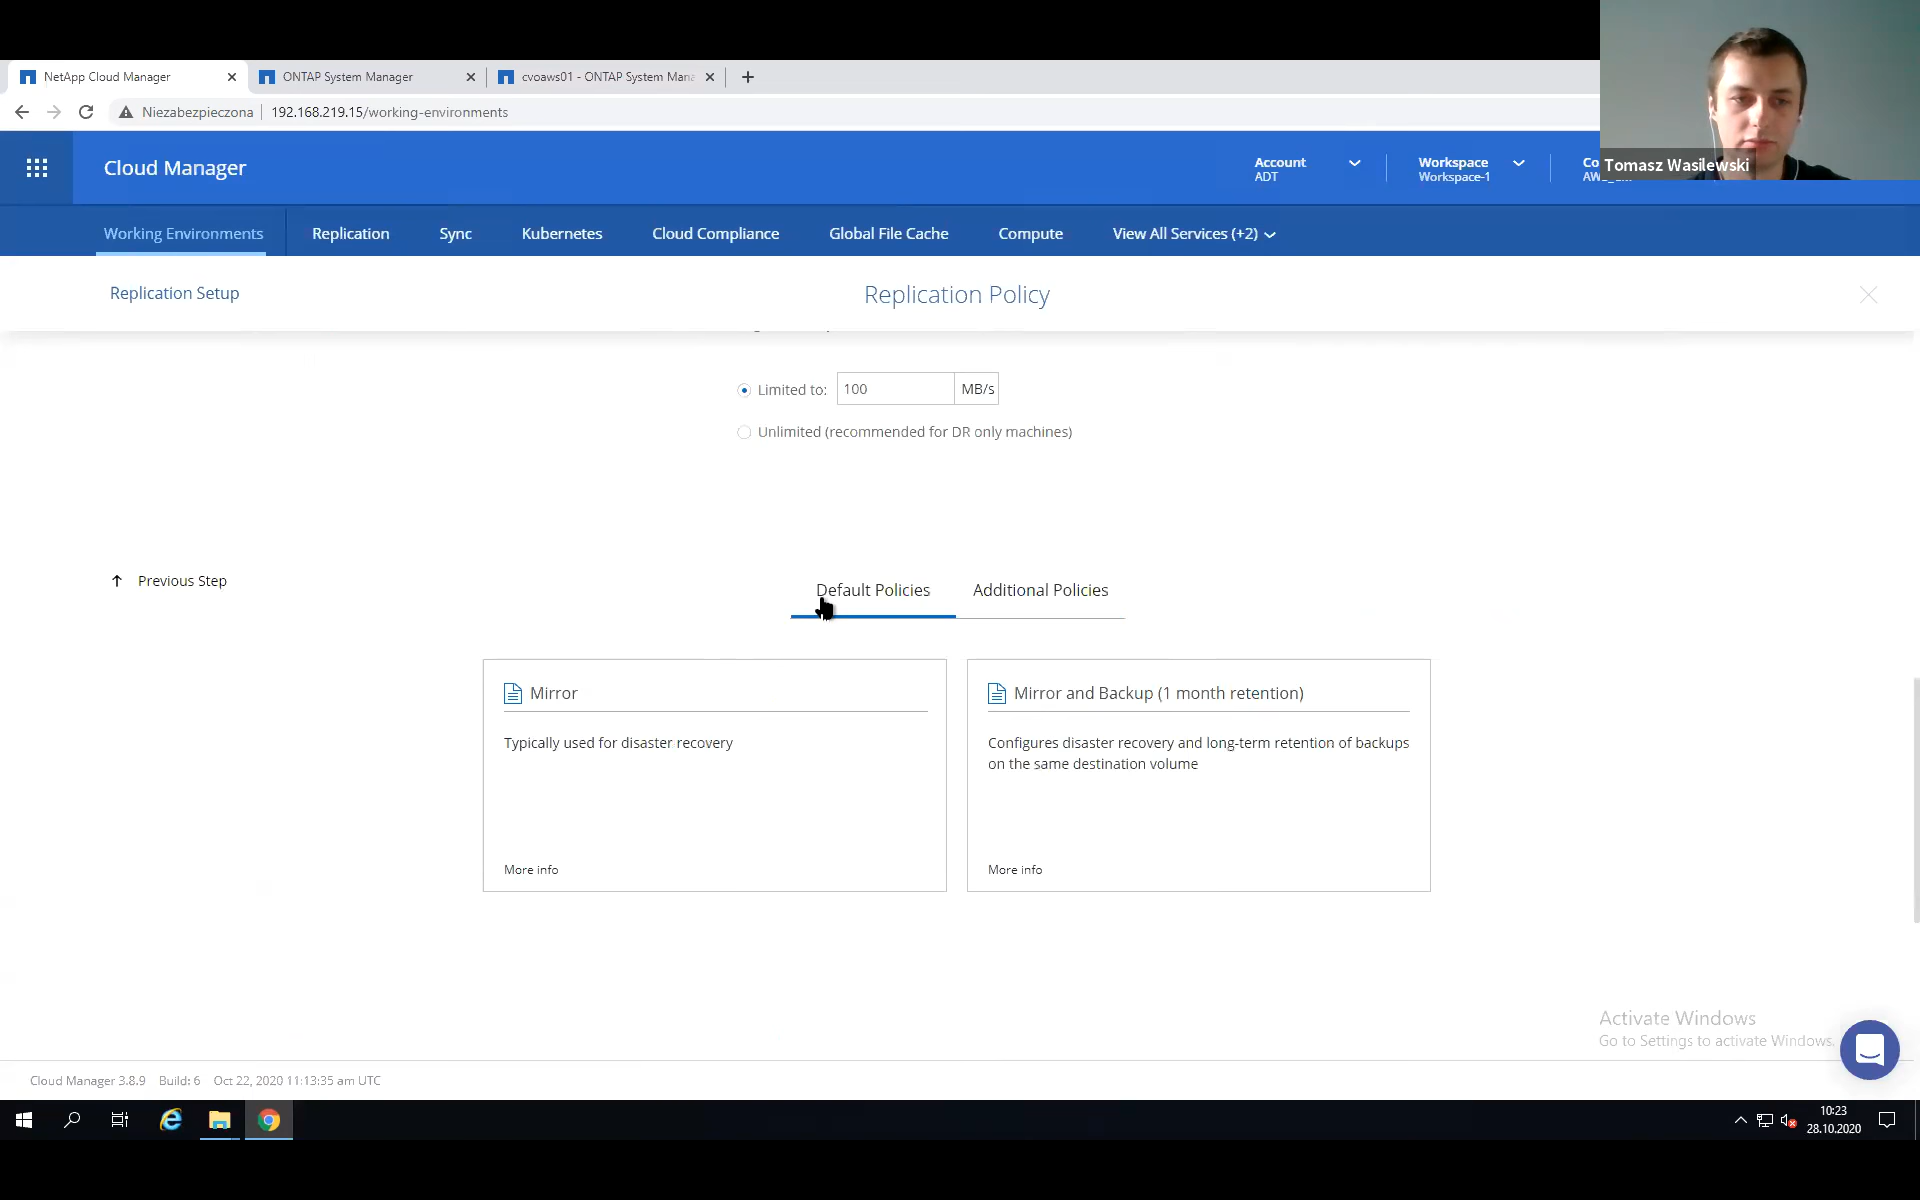 NetApp Cloud Manager
ONTAP System Manager
cvoaws01 - ONTAP System Mana
Niezabezpieczona
192.168.219.15/working-environments
Cloud Manager
Account
ADT
Workspace
Workspace-1
Co
Tomasz Wasilewski
Working Environments
Replication
Sync
Kubernetes
Cloud Compliance
Global File Cache
Compute
View All Services (+2)
Replication Setup
Replication Policy
Limited to:
100
MB/s
Unlimited (recommended for DR only machines)
Previous Step
Default Policies
Additional Policies
Mirror
Typically used for disaster recovery
More info
Mirror and Backup (1 month retention)
Configures disaster recovery and long-term retention of backups
on the same destination volume
More info
Activate Windows
Go to Settings to activate Windows.
Cloud Manager 3.8.9 Build: 6 Oct 22, 2020 11:13:35 am UTC
10:23
28.10.2020